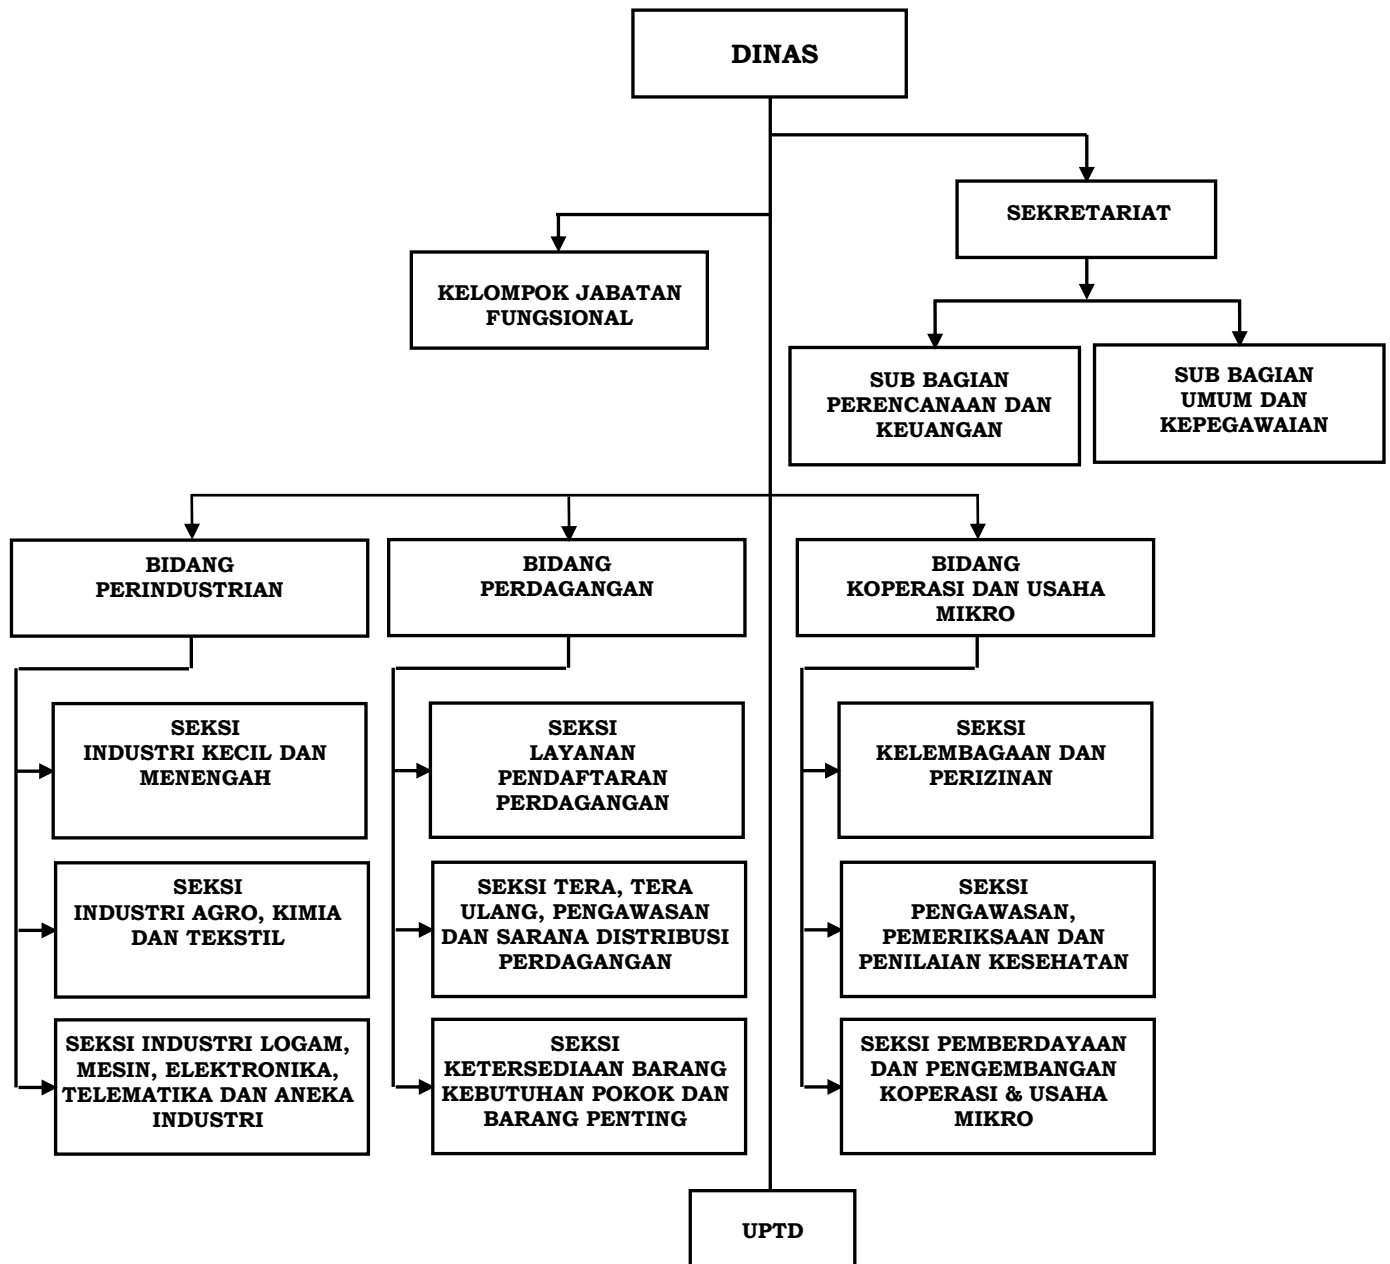 DINAS
SEKRETARIAT
KELOMPOK JABATAN
FUNGSIONAL
SUB BAGIAN
PERENCANAAN DAN
KEUANGAN
SUB BAGIAN
UMUM DAN
KEPEGAWAIAN
BIDANG
PERINDUSTRIAN
BIDANG
PERDAGANGAN
BIDANG
KOPERASI DAN USAHA
MIKRO
SEKSI
INDUSTRI KECIL DAN
MENENGAH
SEKSI
LAYANAN
PENDAFTARAN
PERDAGANGAN
SEKSI
KELEMBAGAAN DAN
PERIZINAN
SEKSI
INDUSTRI AGRO, KIMIA
DAN TEKSTIL
SEKSI TERA, TERA
ULANG, PENGAWASAN
DAN SARANA DISTRIBUSI
PERDAGANGAN
SEKSI
PENGAWASAN,
PEMERIKSAAN DAN
PENILAIAN KESEHATAN
SEKSI INDUSTRI LOGAM,
MESIN, ELEKTRONIKA,
TELEMATIKA DAN ANEKA
INDUSTRI
SEKSI
KETERSEDIAAN BARANG
KEBUTUHAN POKOK DAN
BARANG PENTING
SEKSI PEMBERDAYAAN
DAN PENGEMBANGAN
KOPERASI & USAHA
MIKRO
UPTD